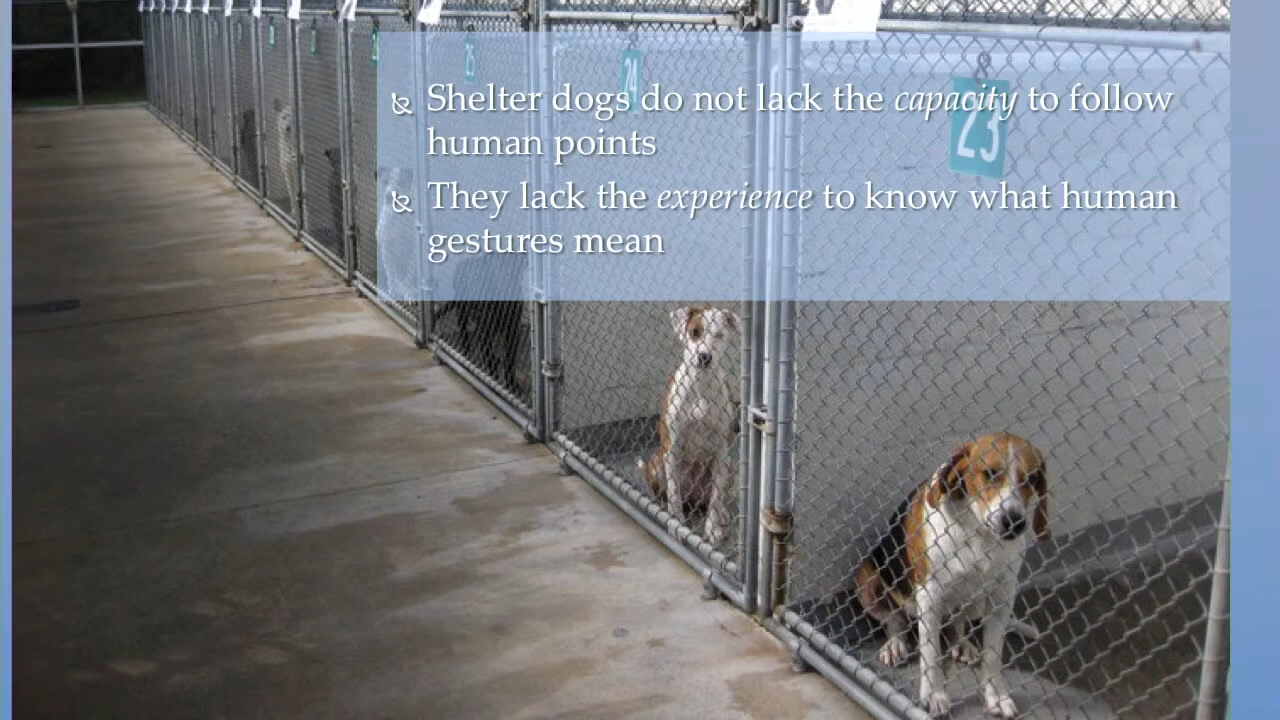 Shelter dogs do not lack the capacity to follow
human points
They lack the experience to know what human
gestures mean
25
24
23